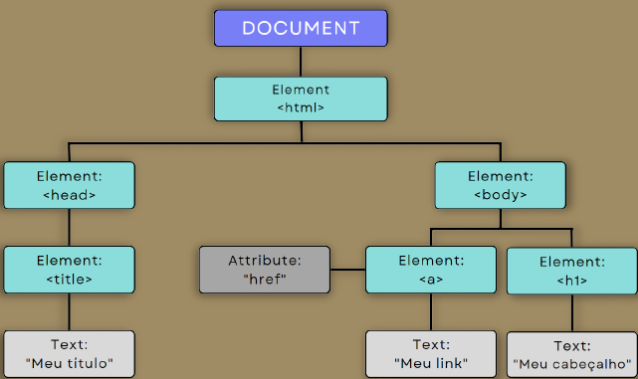 DOCUMENT
Element
<html>
Element:
<head>
Element:
<body>
Element:
<title>
Attribute:
"href"
Element:
<a>
Element:
<h1>
Text:
"Meu título"
Text:
"Meu link"
Text:
"Meu cabeçalho"